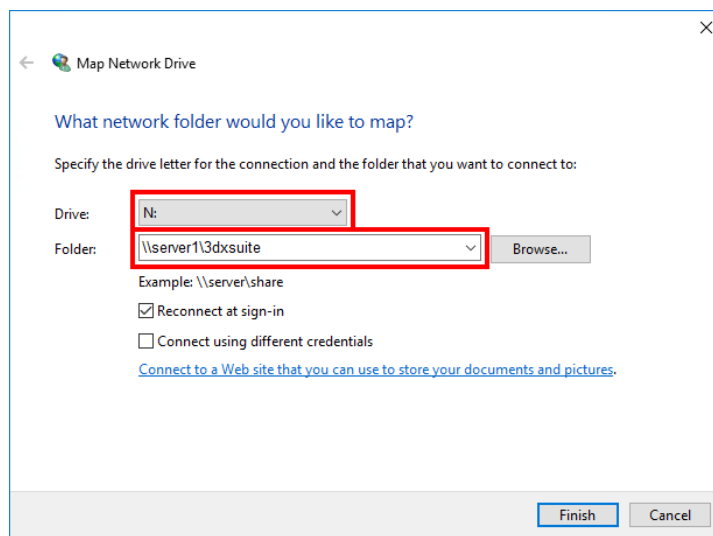 Map Network Drive
What network folder would you like to map?
Specify the drive letter for the connection and the folder that you want to connect to:
Drive: N:
Folder: \\server1\3dxsuite Browse...
Example: \\server\share
Reconnect at sign-in
Connect using different credentials
Connect to a Web site that you can use to store your documents and pictures.
Finish Cancel